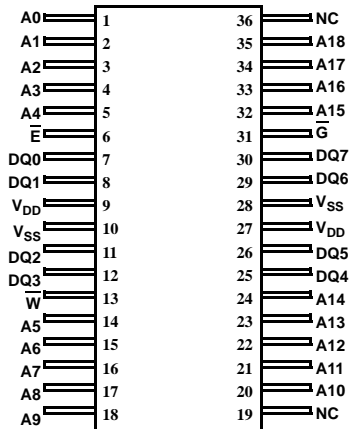 A0 1 36 NC
A1 2 35 A18
A2 3 34 A17
A3 4 33 A16
A4 5 32 A15
E̅ 6 31 G̅
DQ0 7 30 DQ7
DQ1 8 29 DQ6
VDD 9 28 VSS
VSS 10 27 VDD
DQ2 11 26 DQ5
DQ3 12 25 DQ4
W̅ 13 24 A14
A5 14 23 A13
A6 15 22 A12
A7 16 21 A11
A8 17 20 A10
A9 18 19 NC